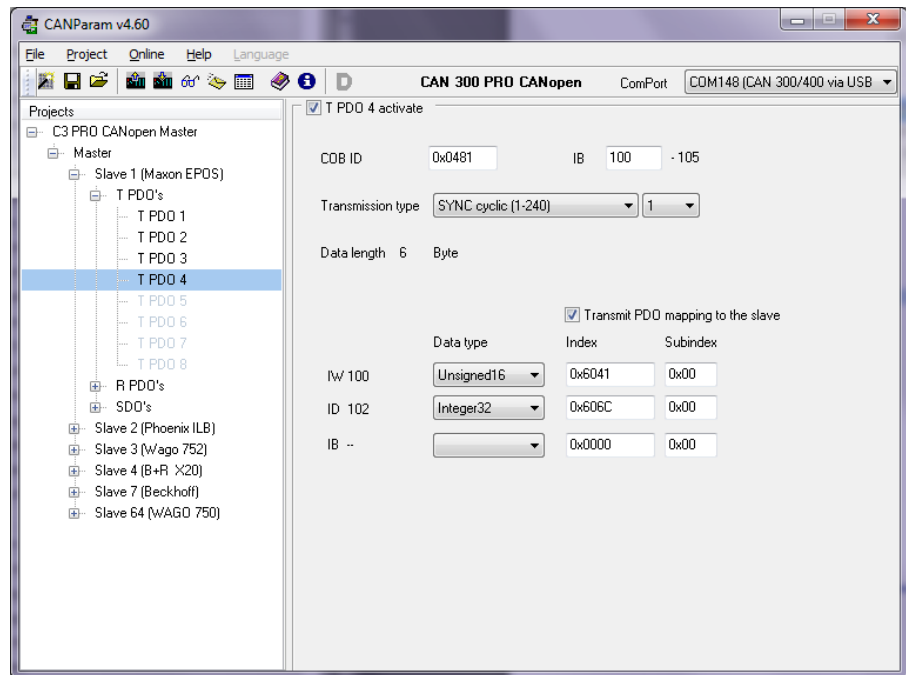 CANParam v4.60
File Project Online Help Language
D CAN 300 PRO CANopen ComPort COM148 (CAN 300/400 via USB
Projects
C3 PRO CANopen Master
Master
Slave 1 (Maxon EPOS)
T PDO's
T PDO 1
T PDO 2
T PDO 3
T PDO 4
T PDO 5
T PDO 6
T PDO 7
T PDO 8
R PDO's
SDO's
Slave 2 (Phoenix ILB)
Slave 3 (Wago 752)
Slave 4 (B+R X20)
Slave 7 (Beckhoff)
Slave 64 (WAGO 750)
T PDO 4 activate
COB ID 0x0481 IB 100 - 105
Transmission type SYNC cyclic (1-240) 1
Data length 6 Byte
Transmit PDO mapping to the slave
Data type Index Subindex
IW 100 Unsigned16 0x6041 0x00
ID 102 Integer32 0x606C 0x00
IB -- 0x0000 0x00